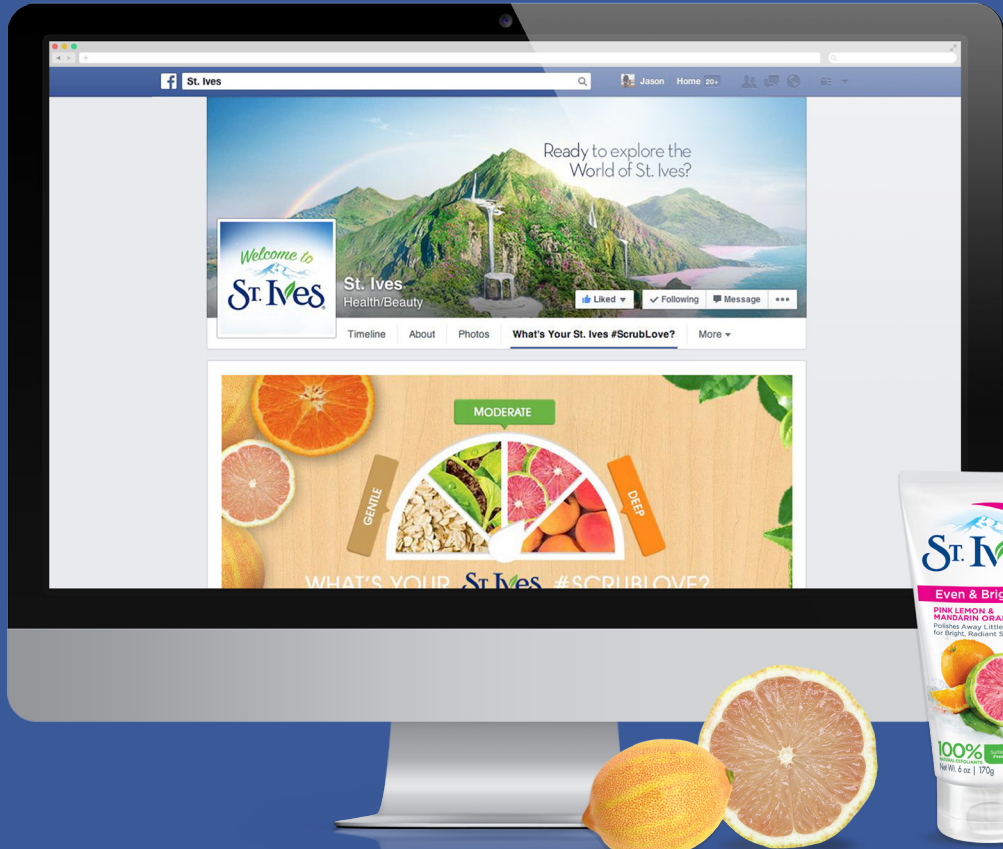 St. Ives
Jason Home 20+
Ready to explore the
World of St. Ives?
Welcome to
St. Ives
St. Ives
Health/Beauty
Liked
Following
Message
Timeline About Photos What's Your St. Ives #ScrubLove? More
MODERATE
GENTLE
DEEP
WHAT'S YOUR St. Ives #SCRUBLOVE?
St. Iv
Even & Brig
PINK LEMON &
MANDARIN ORA
Polishes Away Little
for Bright, Radiant S
100%
NATURAL EXFOLIANTS
Net Wt. 6 oz | 170g